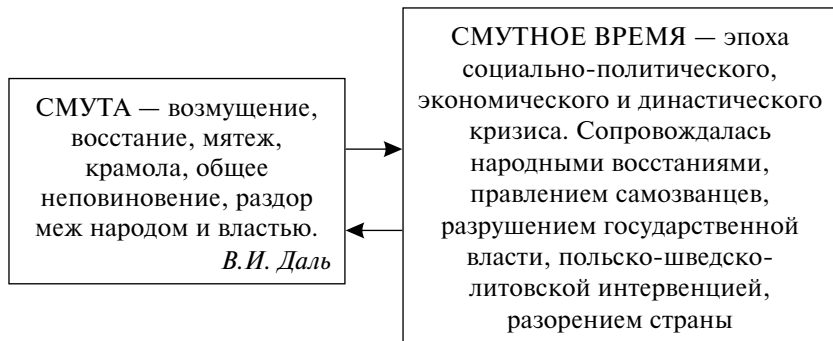 СМУТА — возмущение,
восстание, мятеж,
крамола, общее
неповиновение, раздор
меж народом и властью.
В.И. Даль
СМУТНОЕ ВРЕМЯ — эпоха
социально-политического,
экономического и династического
кризиса. Сопровождалась
народными восстаниями,
правлением самозванцев,
разрушением государственной
власти, польско-шведско-
литовской интервенцией,
разорением страны